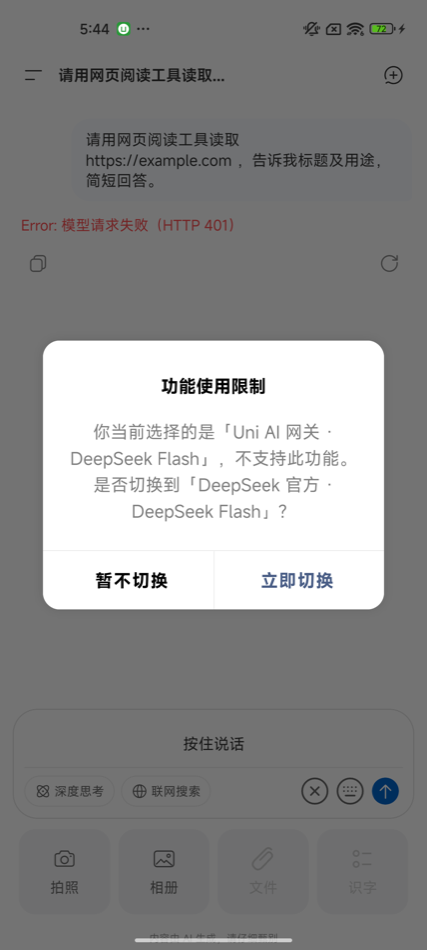 5:44
72
请用网页阅读工具读取...
请用网页阅读工具读取
https://example.com ，告诉我标题及用途，
简短回答。
Error: 模型请求失败（HTTP 401）
功能使用限制
你当前选择的是「Uni AI 网关 ·
DeepSeek Flash」，不支持此功能。
是否切换到「DeepSeek 官方 ·
DeepSeek Flash」？
暂不切换
立即切换
按住说话
深度思考
联网搜索
拍照
相册
文件
识字